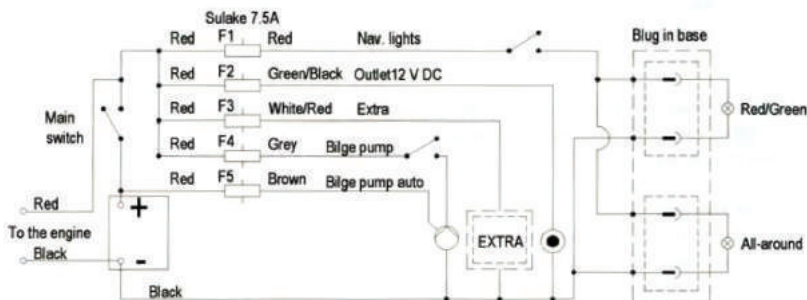 Sulake 7.5A
Red F1 Red Nav. lights
Blug in base
Red F2 Green/Black Outlet12 V DC
Red F3 White/Red Extra
Red/Green
Main
switch
Red F4 Grey Bilge pump
Red F5 Brown Bilge pump auto
Red
+
To the engine
EXTRA
All-around
Black
-
Black